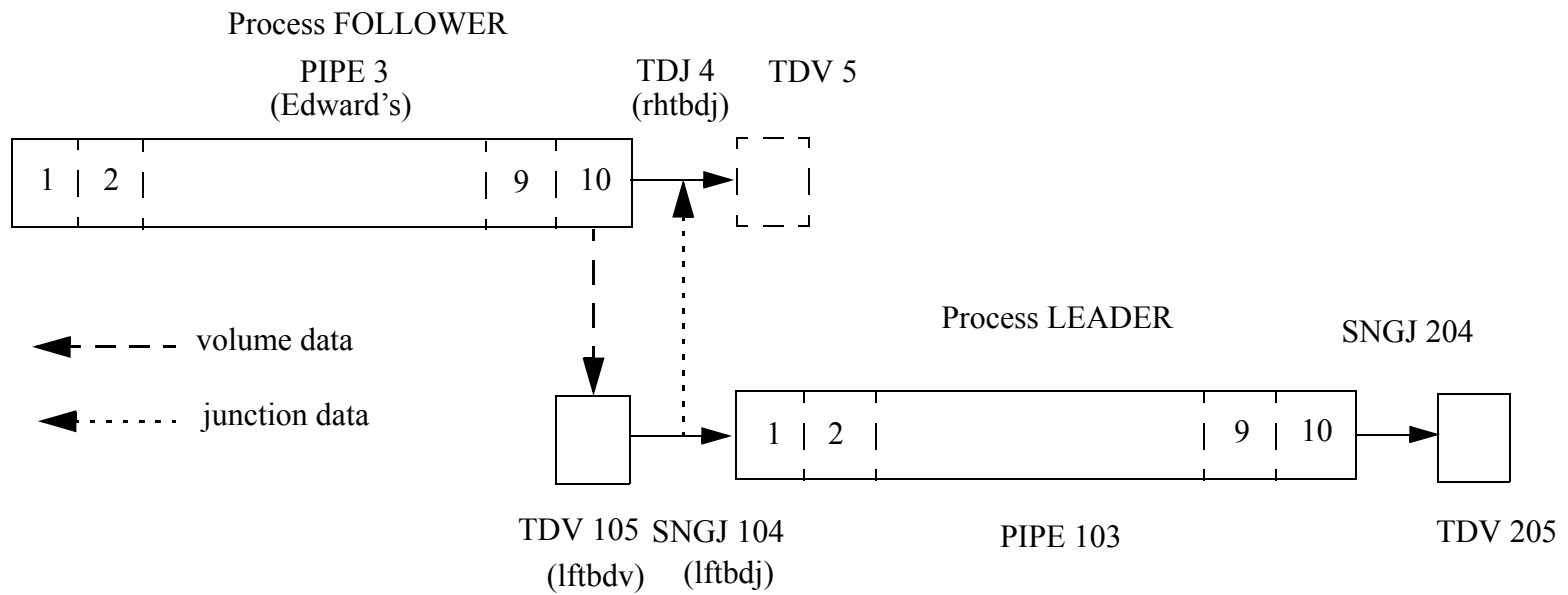 Process FOLLOWER
PIPE 3
(Edward's)
TDJ 4
(rhtbdj)
TDV 5
1
2
9
10
volume data
junction data
Process LEADER
SNGJ 204
1
2
9
10
TDV 105
(lftbdv)
SNGJ 104
(lftbdj)
PIPE 103
TDV 205